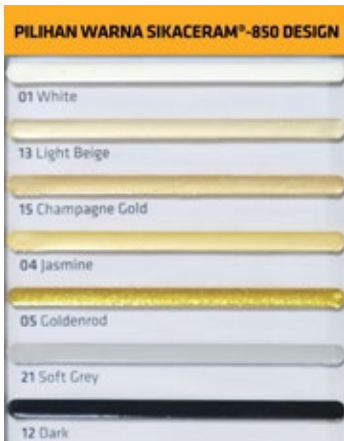 PILIHAN WARNA SIKACERAM®-850 DESIGN
01 White
13 Light Beige
15 Champagne Gold
04 Jasmine
05 Goldenrod
21 Soft Grey
12 Dark